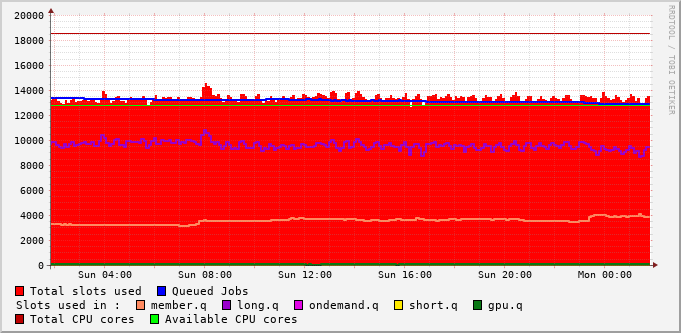 RRDTOOL / TOBI OETIKER
20000
18000
16000
14000
12000
10000
8000
6000
4000
2000
0
Sun 04:00 Sun 08:00 Sun 12:00 Sun 16:00 Sun 20:00 Mon 00:00
Total slots used Queued Jobs
Slots used in : member.q long.q ondemand.q short.q gpu.q
Total CPU cores Available CPU cores